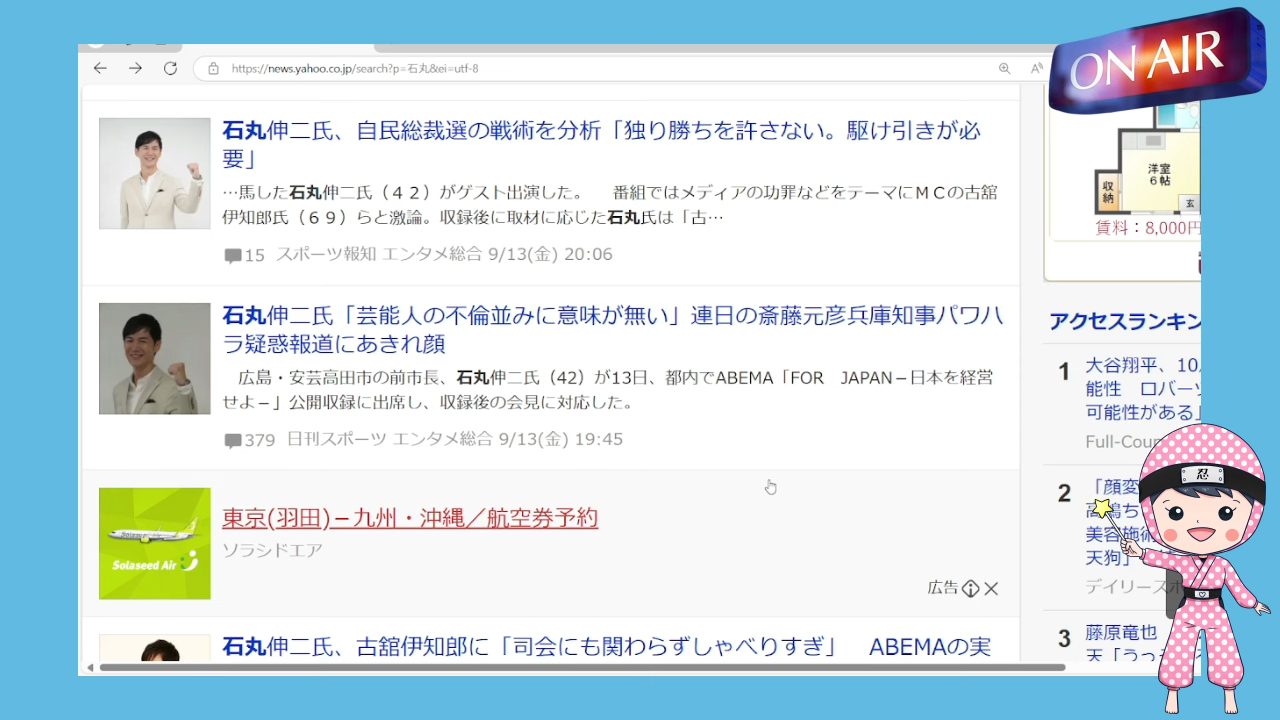 ON AIR
https://news.yahoo.co.jp/search?p=石丸&ei=utf-8
石丸伸二氏、自民総裁選の戦術を分析「独り勝ちを許さない。駆け引きが必
要」
…馬した石丸伸二氏（４２）がゲスト出演した。　番組ではメディアの功罪などをテーマにＭＣの古舘
伊知郎氏（６９）らと激論。収録後に取材に応じた石丸氏は「古…
15 スポーツ報知 エンタメ総合 9/13(金) 20:06
石丸伸二氏「芸能人の不倫並みに意味が無い」連日の斎藤元彦兵庫知事パワハ
ラ疑惑報道にあきれ顔
広島・安芸高田市の前市長、石丸伸二氏（42）が13日、都内でABEMA「FOR　JAPAN－日本を経営
せよ－」公開収録に出席し、収録後の会見に対応した。
379 日刊スポーツ エンタメ総合 9/13(金) 19:45
Solaseed Air
東京(羽田)－九州・沖縄／航空券予約
ソラシドエア
広告
石丸伸二氏、古舘伊知郎に「司会にも関わらずしゃべりすぎ」　ABEMAの実
洋室
6帖
収
納
玄
賃料：8,000円
アクセスランキン
1
大谷翔平、10
能性　ロバーツ
可能性がある」
Full-Coun
2
「顔変
高嶋ち
美容施術
天狗」
デイリースポ
3
藤原竜也
天「うっ
忍